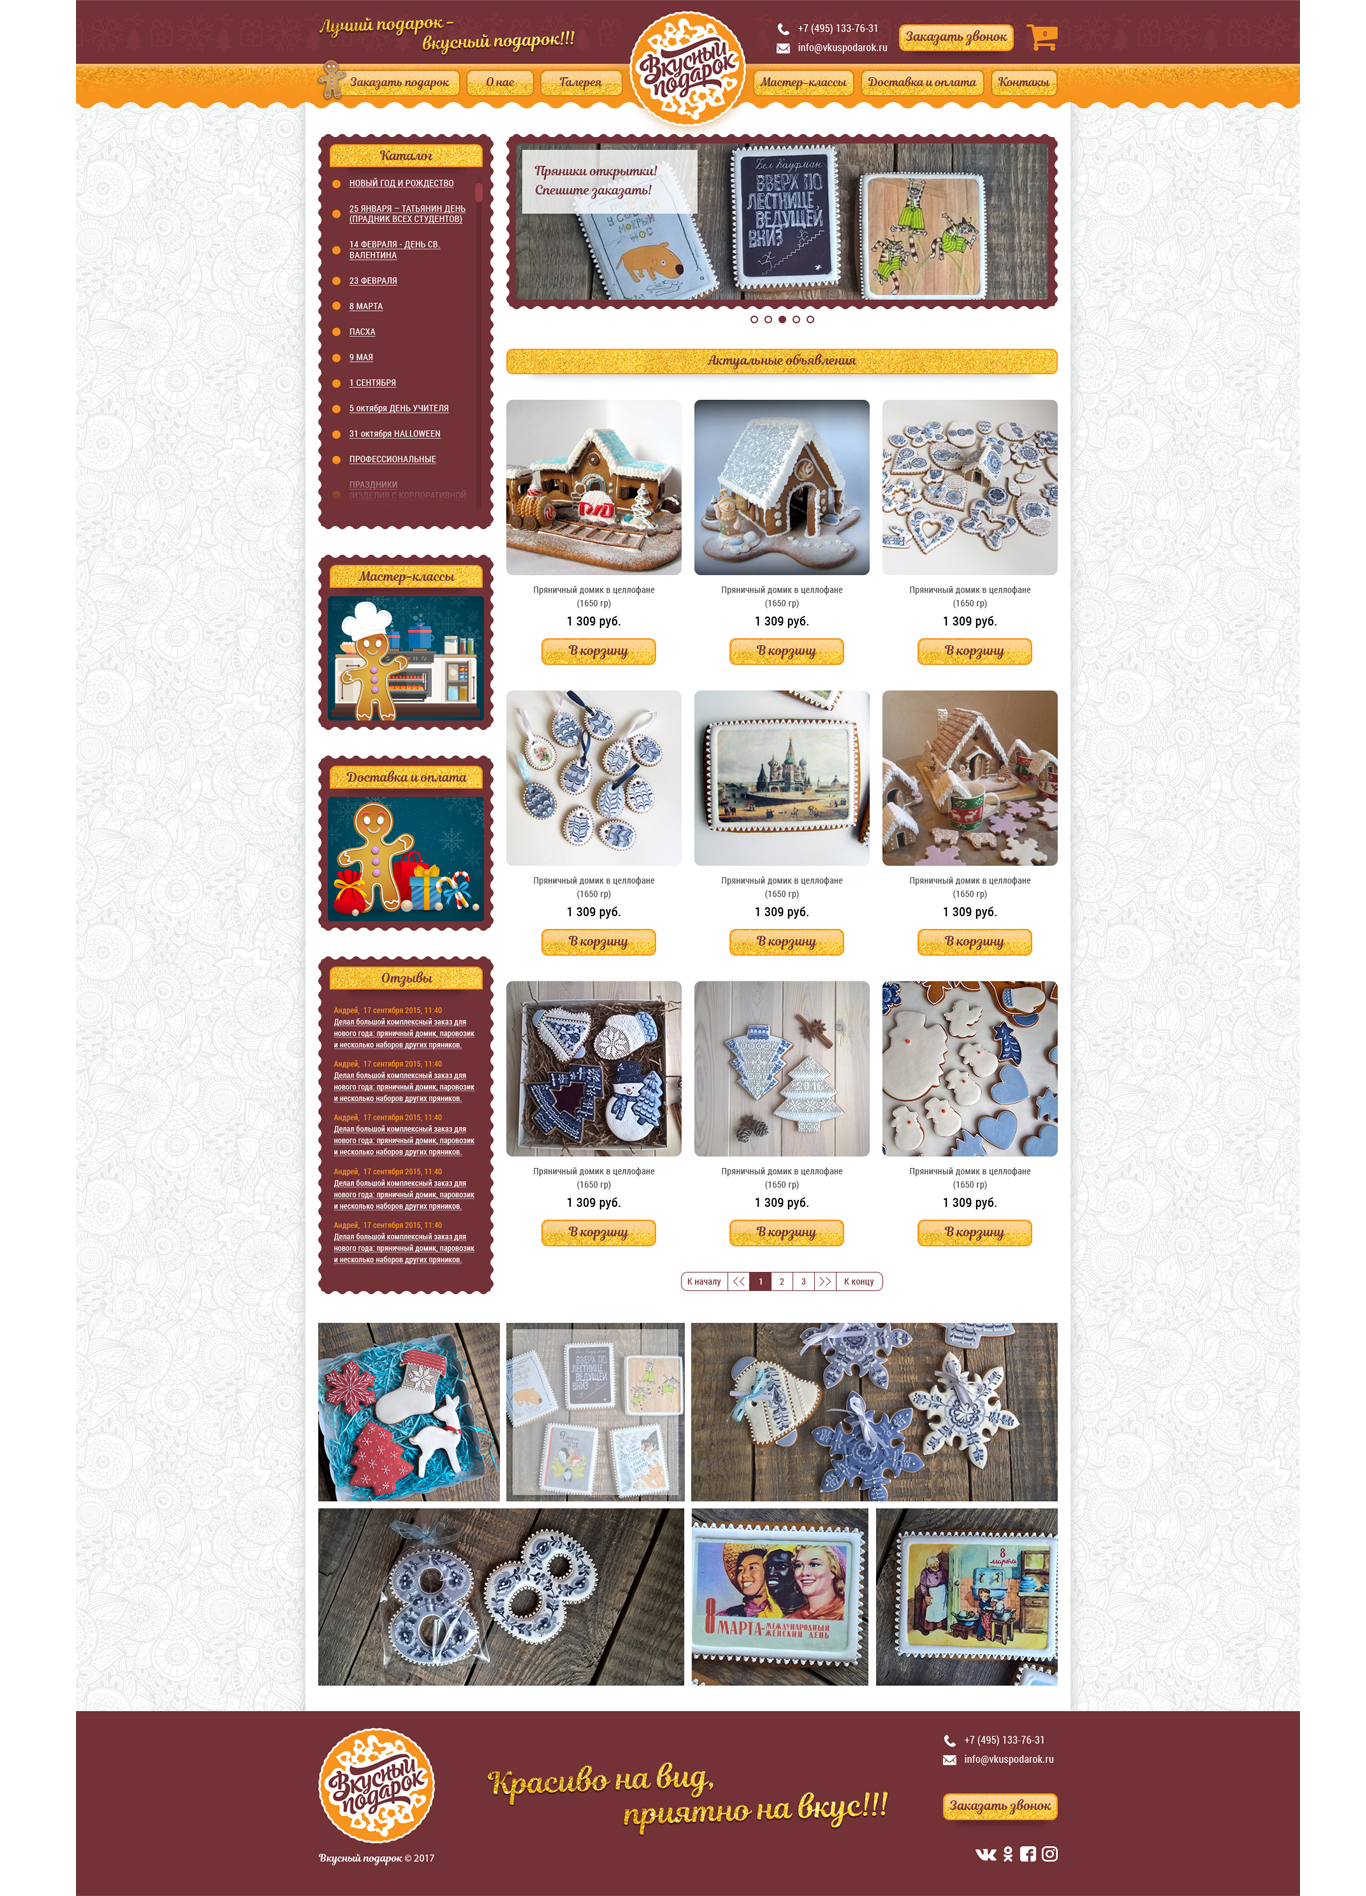 Лучший подарок –
вкусный подарок!!!
Вкусный
подарок
+7 (495) 133-76-31
info@vkuspodarok.ru
Заказать звонок
0
Заказать подарок
О нас
Галерея
Мастер-классы
Доставка и оплата
Контакы
Каталог
НОВЫЙ ГОД И РОЖДЕСТВО
25 ЯНВАРЯ – ТАТЬЯНИН ДЕНЬ
(ПРАДНИК ВСЕХ СТУДЕНТОВ)
14 ФЕВРАЛЯ - ДЕНЬ СВ.
ВАЛЕНТИНА
23 ФЕВРАЛЯ
8 МАРТА
ПАСХА
9 МАЯ
1 СЕНТЯБРЯ
5 октября ДЕНЬ УЧИТЕЛЯ
31 октября HALLOWEEN
ПРОФЕССИОНАЛЬНЫЕ
ПРАЗДНИКИ
(ИЗДЕЛИЯ С КОРПОРАТИВНОЙ
Пряники открытки!
Спешите заказать!
У СОБАКИ
МОКРЫЙ
НОС
Бел Кауфман
ВВЕРХ ПО
ЛЕСТНИЦЕ,
ВЕДУЩЕЙ
ВНИЗ
Актуальные объявления
Пряничный домик в целлофане
(1650 гр)
1 309 руб.
В корзину
Пряничный домик в целлофане
(1650 гр)
1 309 руб.
В корзину
Пряничный домик в целлофане
(1650 гр)
1 309 руб.
В корзину
Мастер-классы
Доставка и оплата
Пряничный домик в целлофане
(1650 гр)
1 309 руб.
В корзину
Пряничный домик в целлофане
(1650 гр)
1 309 руб.
В корзину
Пряничный домик в целлофане
(1650 гр)
1 309 руб.
В корзину
Отзывы
Андрей, 17 сентября 2015, 11:40
Делал большой комплексный заказ для
нового года: пряничный домик, паровозик
и несколько наборов других пряников.
Андрей, 17 сентября 2015, 11:40
Делал большой комплексный заказ для
нового года: пряничный домик, паровозик
и несколько наборов других пряников.
Андрей, 17 сентября 2015, 11:40
Делал большой комплексный заказ для
нового года: пряничный домик, паровозик
и несколько наборов других пряников.
Андрей, 17 сентября 2015, 11:40
Делал большой комплексный заказ для
нового года: пряничный домик, паровозик
и несколько наборов других пряников.
Андрей, 17 сентября 2015, 11:40
Делал большой комплексный заказ для
нового года: пряничный домик, паровозик
и несколько наборов других пряников.
2016
Пряничный домик в целлофане
(1650 гр)
1 309 руб.
В корзину
Пряничный домик в целлофане
(1650 гр)
1 309 руб.
В корзину
Пряничный домик в целлофане
(1650 гр)
1 309 руб.
В корзину
К началу << 1 2 3 >> К концу
ВВЕРХ ПО
ЛЕСТНИЦЕ,
ВЕДУЩЕЙ
ВНИЗ
8 МАРТА-МЕЖДУНАРОДНЫЙ
ЖЕНСКИЙ ДЕНЬ
8
марта
Вкусный
подарок
Вкусный подарок © 2017
Красиво на вид,
приятно на вкус!!!
+7 (495) 133-76-31
info@vkuspodarok.ru
Заказать звонок